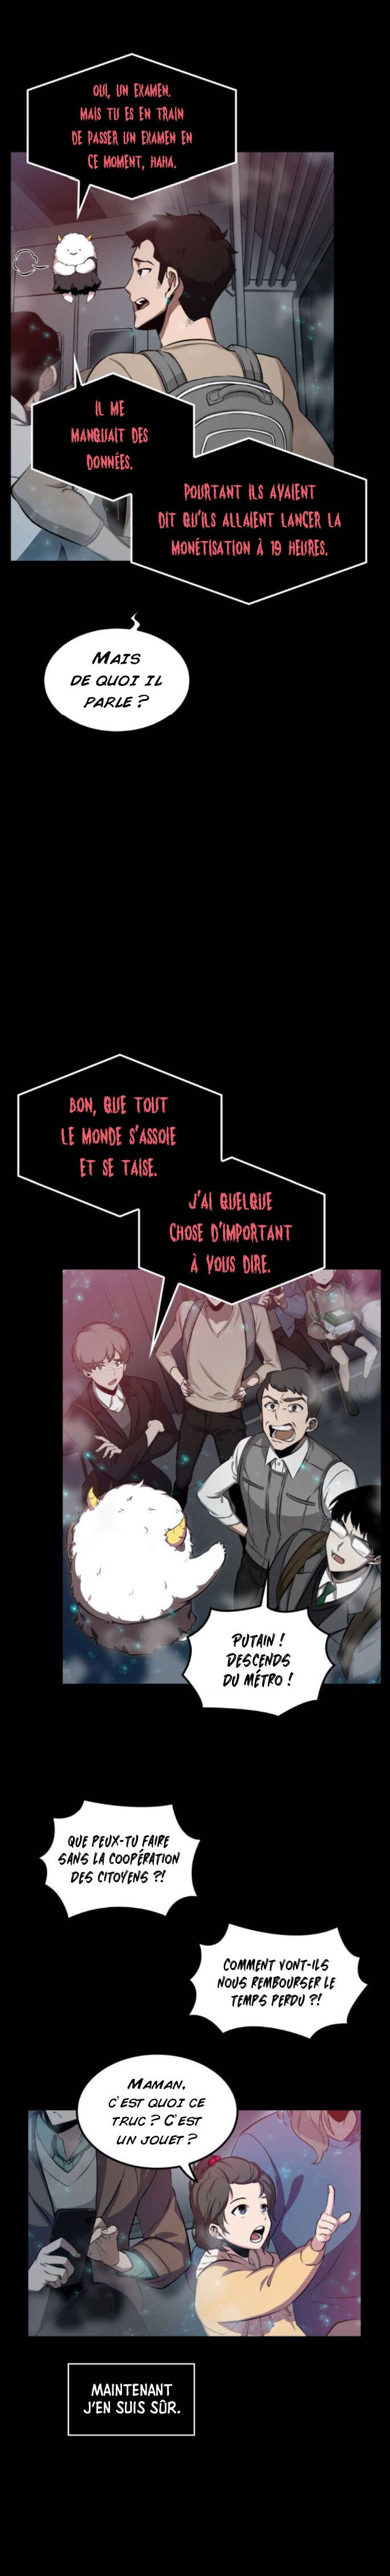 OUI, UN EXAMEN.
MAIS TU ES EN TRAIN
DE PASSER UN EXAMEN EN
CE MOMENT, HAHA.
IL ME
MANQUAIT DES
DONNÉES.
POURTANT ILS AVAIENT
DIT QU'ILS ALLAIENT LANCER LA
MONÉTISATION À 19 HEURES.
MAIS
DE QUOI IL
PARLE ?
BON, QUE TOUT
LE MONDE S'ASSOIE
ET SE TAISE.
J'AI QUELQUE
CHOSE D'IMPORTANT
À VOUS DIRE.
PUTAIN !
DESCENDS
DU MÉTRO !
QUE PEUX-TU FAIRE
SANS LA COOPÉRATION
DES CITOYENS ?!
COMMENT VONT-ILS
NOUS REMBOURSER LE
TEMPS PERDU ?!
MAMAN,
C'EST QUOI CE
TRUC ? C'EST
UN JOUET ?
MAINTENANT
J'EN SUIS SÛR.